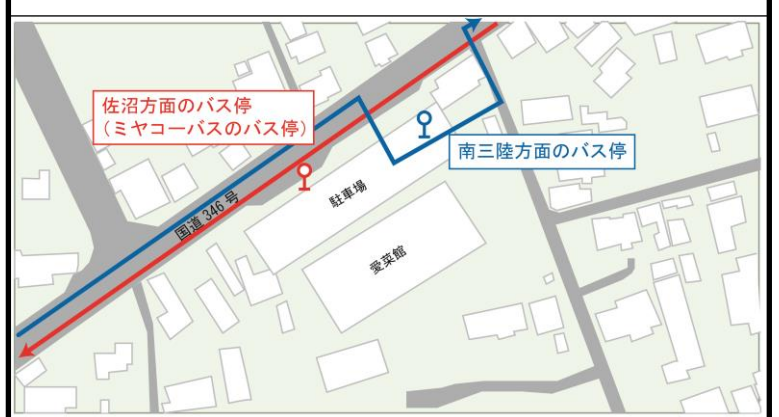 佐沼方面のバス停
（ミヤコーバスのバス停）
南三陸方面のバス停
国道 346 号
駐車場
愛菜館